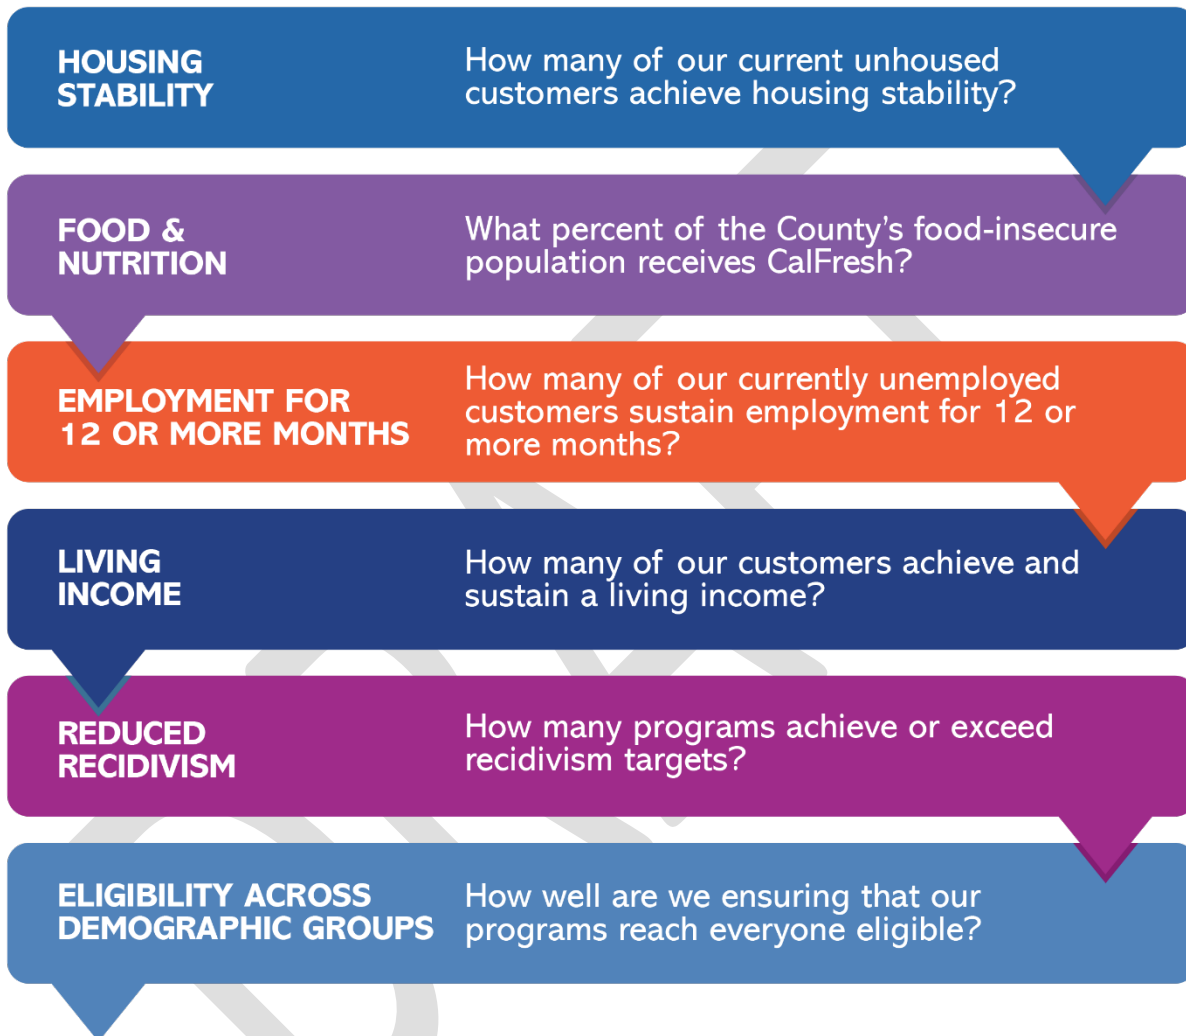 HOUSING
STABILITY
How many of our current unhoused
customers achieve housing stability?
FOOD &
NUTRITION
What percent of the County’s food-insecure
population receives CalFresh?
EMPLOYMENT FOR
12 OR MORE MONTHS
How many of our currently unemployed
customers sustain employment for 12 or
more months?
LIVING
INCOME
How many of our customers achieve and
sustain a living income?
REDUCED
RECIDIVISM
How many programs achieve or exceed
recidivism targets?
ELIGIBILITY ACROSS
DEMOGRAPHIC GROUPS
How well are we ensuring that our
programs reach everyone eligible?